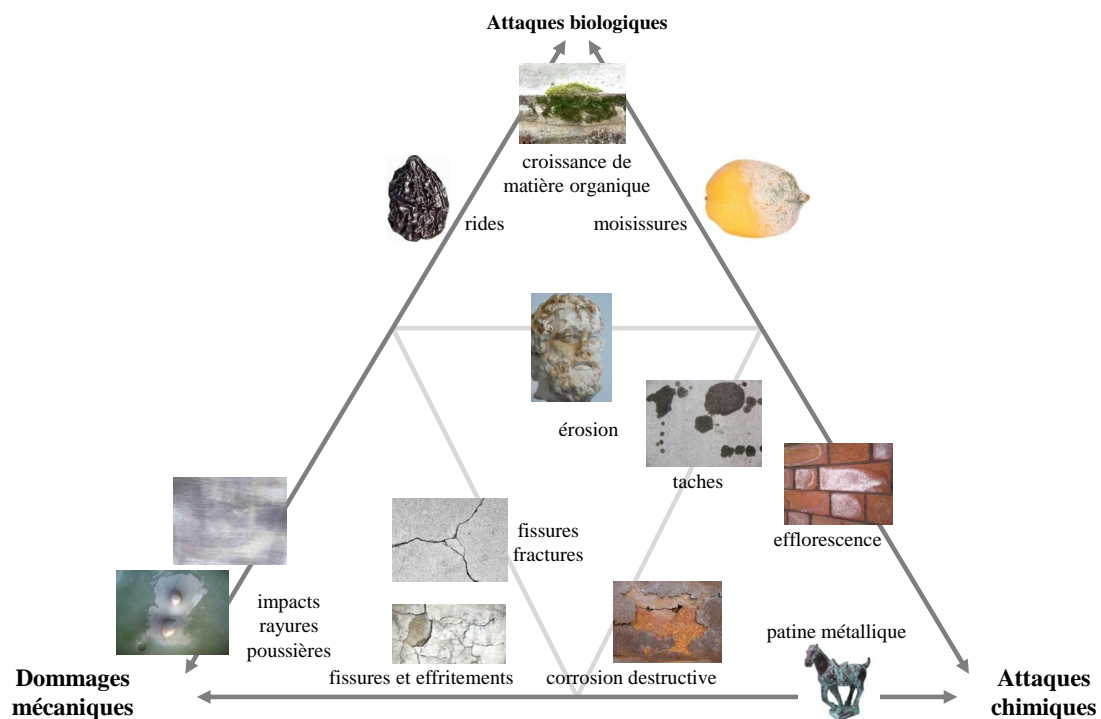 Attaques biologiques
croissance de
matière organique
rides
moisissures
érosion
taches
efflorescence
fissures
fractures
impacts
rayures
poussières
fissures et effritements
corrosion destructive
patine métallique
Dommages
mécaniques
Attaques
chimiques